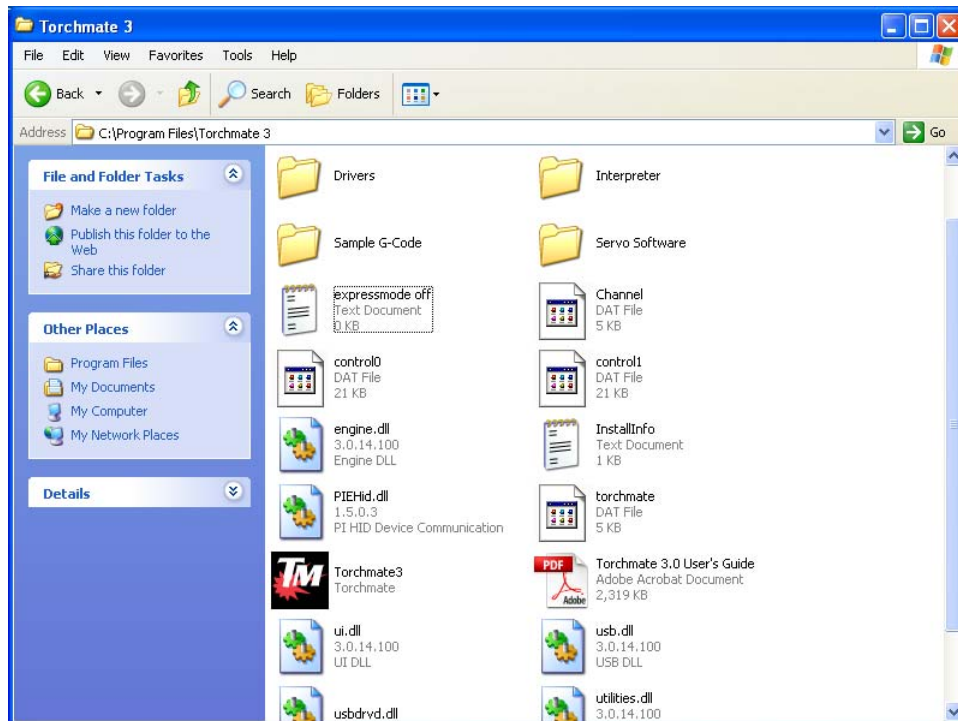 Torchmate 3
File Edit View Favorites Tools Help
Back Search Folders
Address C:\Program Files\Torchmate 3 Go
File and Folder Tasks
Make a new folder
Publish this folder to the
Web
Share this folder
Other Places
Program Files
My Documents
My Computer
My Network Places
Details
Drivers
Interpreter
Sample G-Code
Servo Software
expressmode off
Text Document
0 KB
Channel
DAT File
5 KB
control0
DAT File
21 KB
control1
DAT File
21 KB
engine.dll
3.0.14.100
Engine DLL
InstallInfo
Text Document
1 KB
PIEHid.dll
1.5.0.3
PI HID Device Communication
torchmate
DAT File
5 KB
TM
Torchmate3
Torchmate
PDF
Adobe
Torchmate 3.0 User's Guide
Adobe Acrobat Document
2,319 KB
ui.dll
3.0.14.100
UI DLL
usb.dll
3.0.14.100
USB DLL
usbdrvd.dll
utilities.dll
3.0.14.100